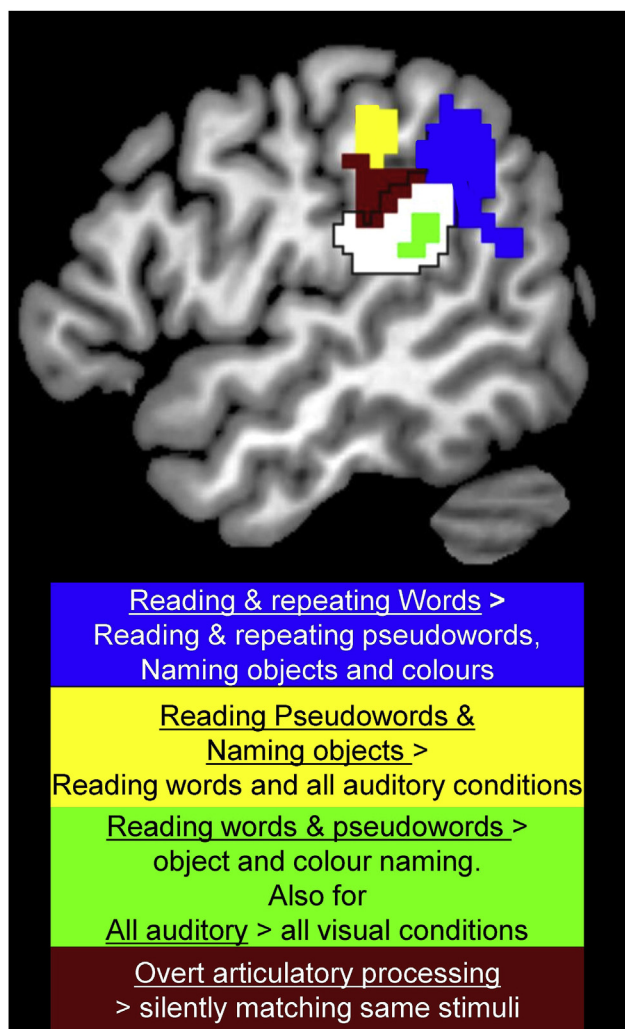 Reading & repeating Words >
Reading & repeating pseudowords,
Naming objects and colours
Reading Pseudowords &
Naming objects >
Reading words and all auditory conditions
Reading words & pseudowords >
object and colour naming.
Also for
All auditory > all visual conditions
Overt articulatory processing
> silently matching same stimuli